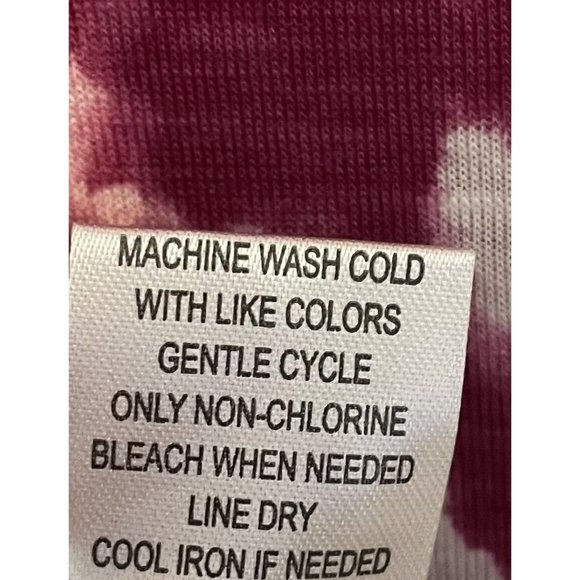 MACHINE WASH COLD
WITH LIKE COLORS
GENTLE CYCLE
ONLY NON-CHLORINE
BLEACH WHEN NEEDED
LINE DRY
COOL IRON IF NEEDED